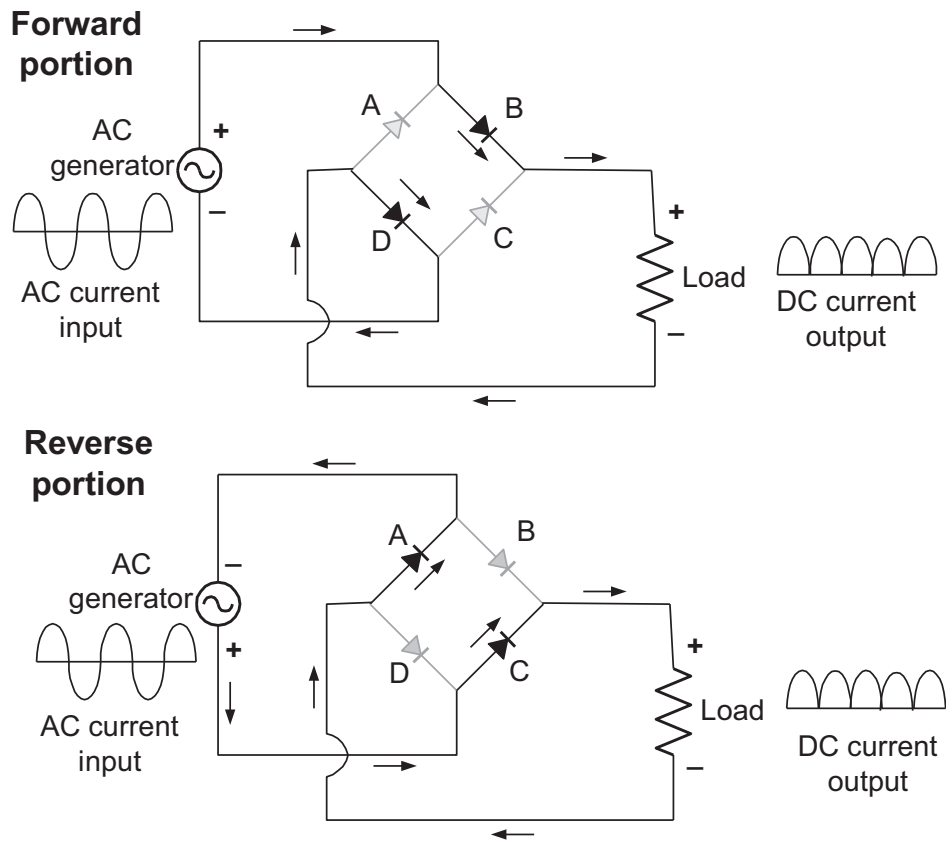 Forward
portion
AC
generator
+
–
AC current
input
A
B
D
C
+
Load
–
DC current
output
Reverse
portion
AC
generator
–
+
AC current
input
A
B
D
C
+
Load
–
DC current
output